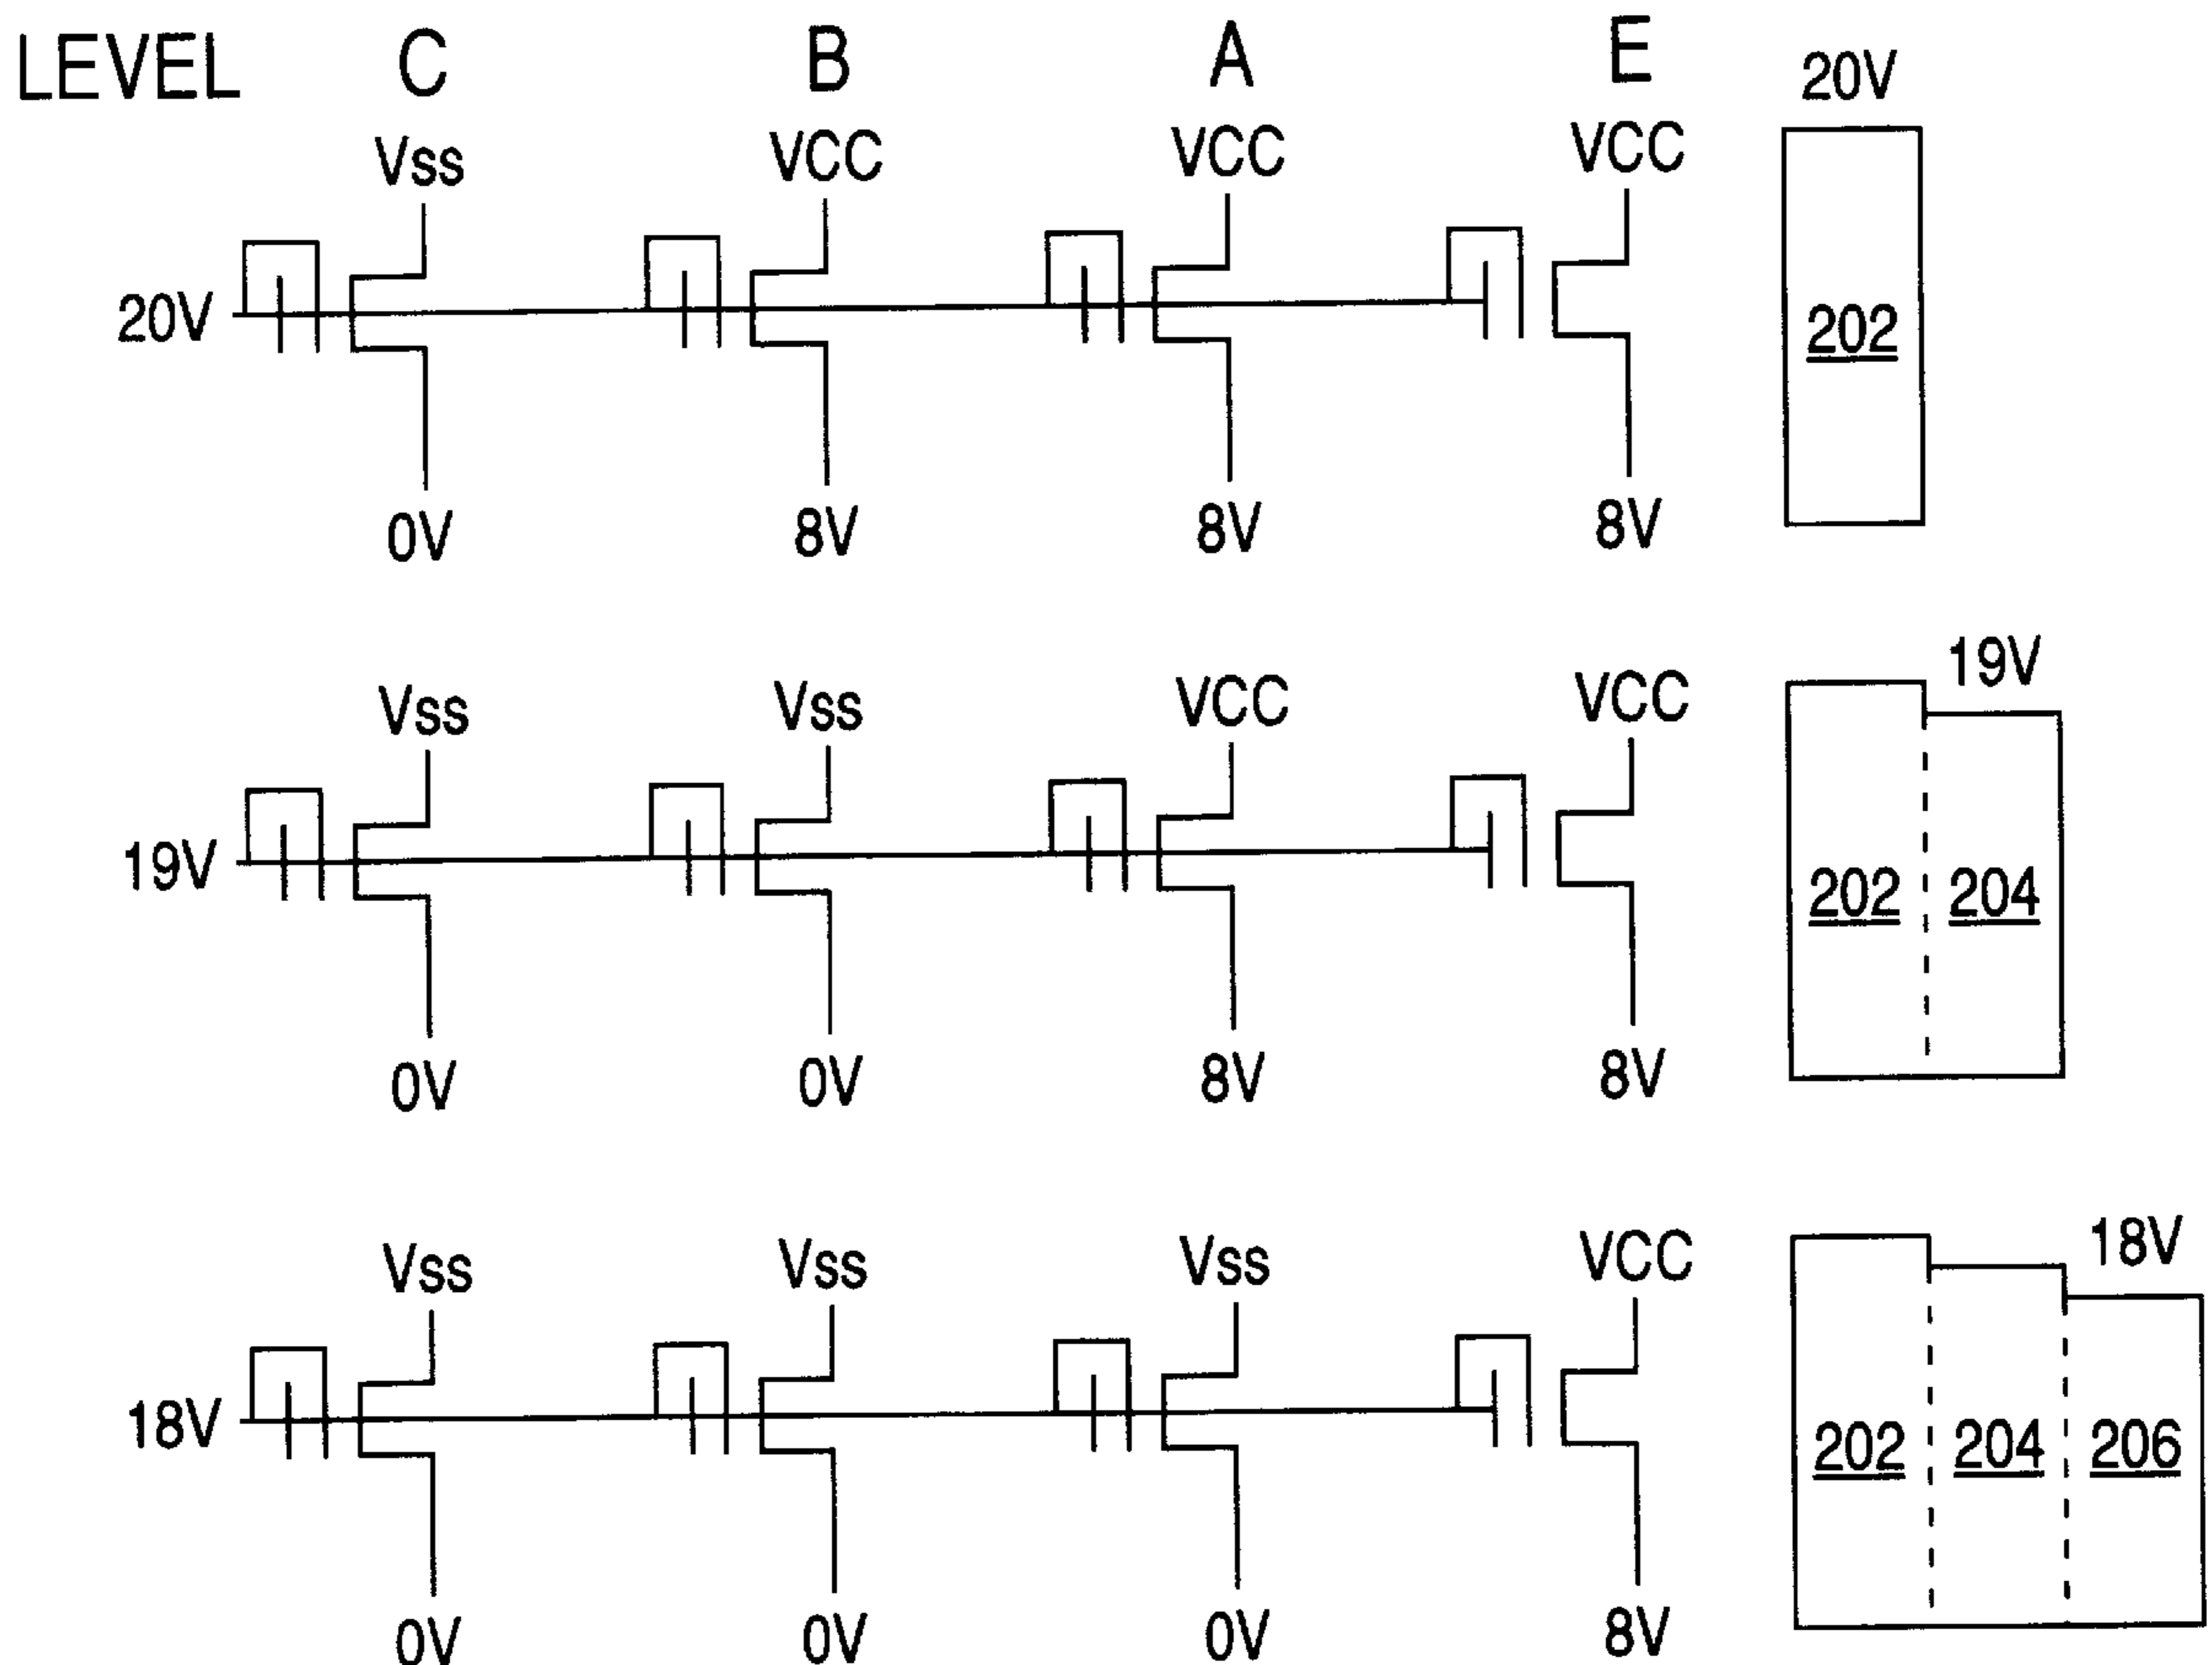 LEVEL C B A E 20V
Vss VCC VCC VCC
20V 202
0V 8V 8V 8V
19V
Vss Vss VCC VCC
19V 202 204
0V 0V 8V 8V
18V
Vss Vss Vss VCC
18V 202 204 206
0V 0V 0V 8V